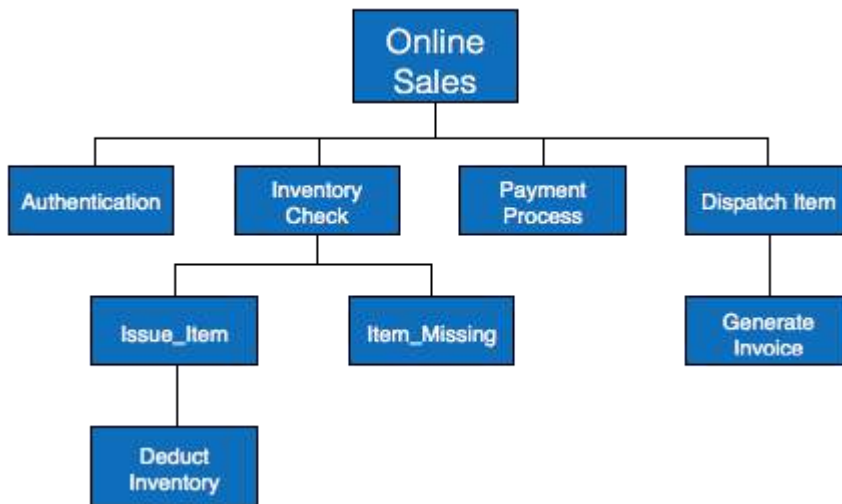 Online
Sales
Authentication
Inventory
Check
Payment
Process
Dispatch Item
Issue_Item
Item_Missing
Generate
Invoice
Deduct
Inventory